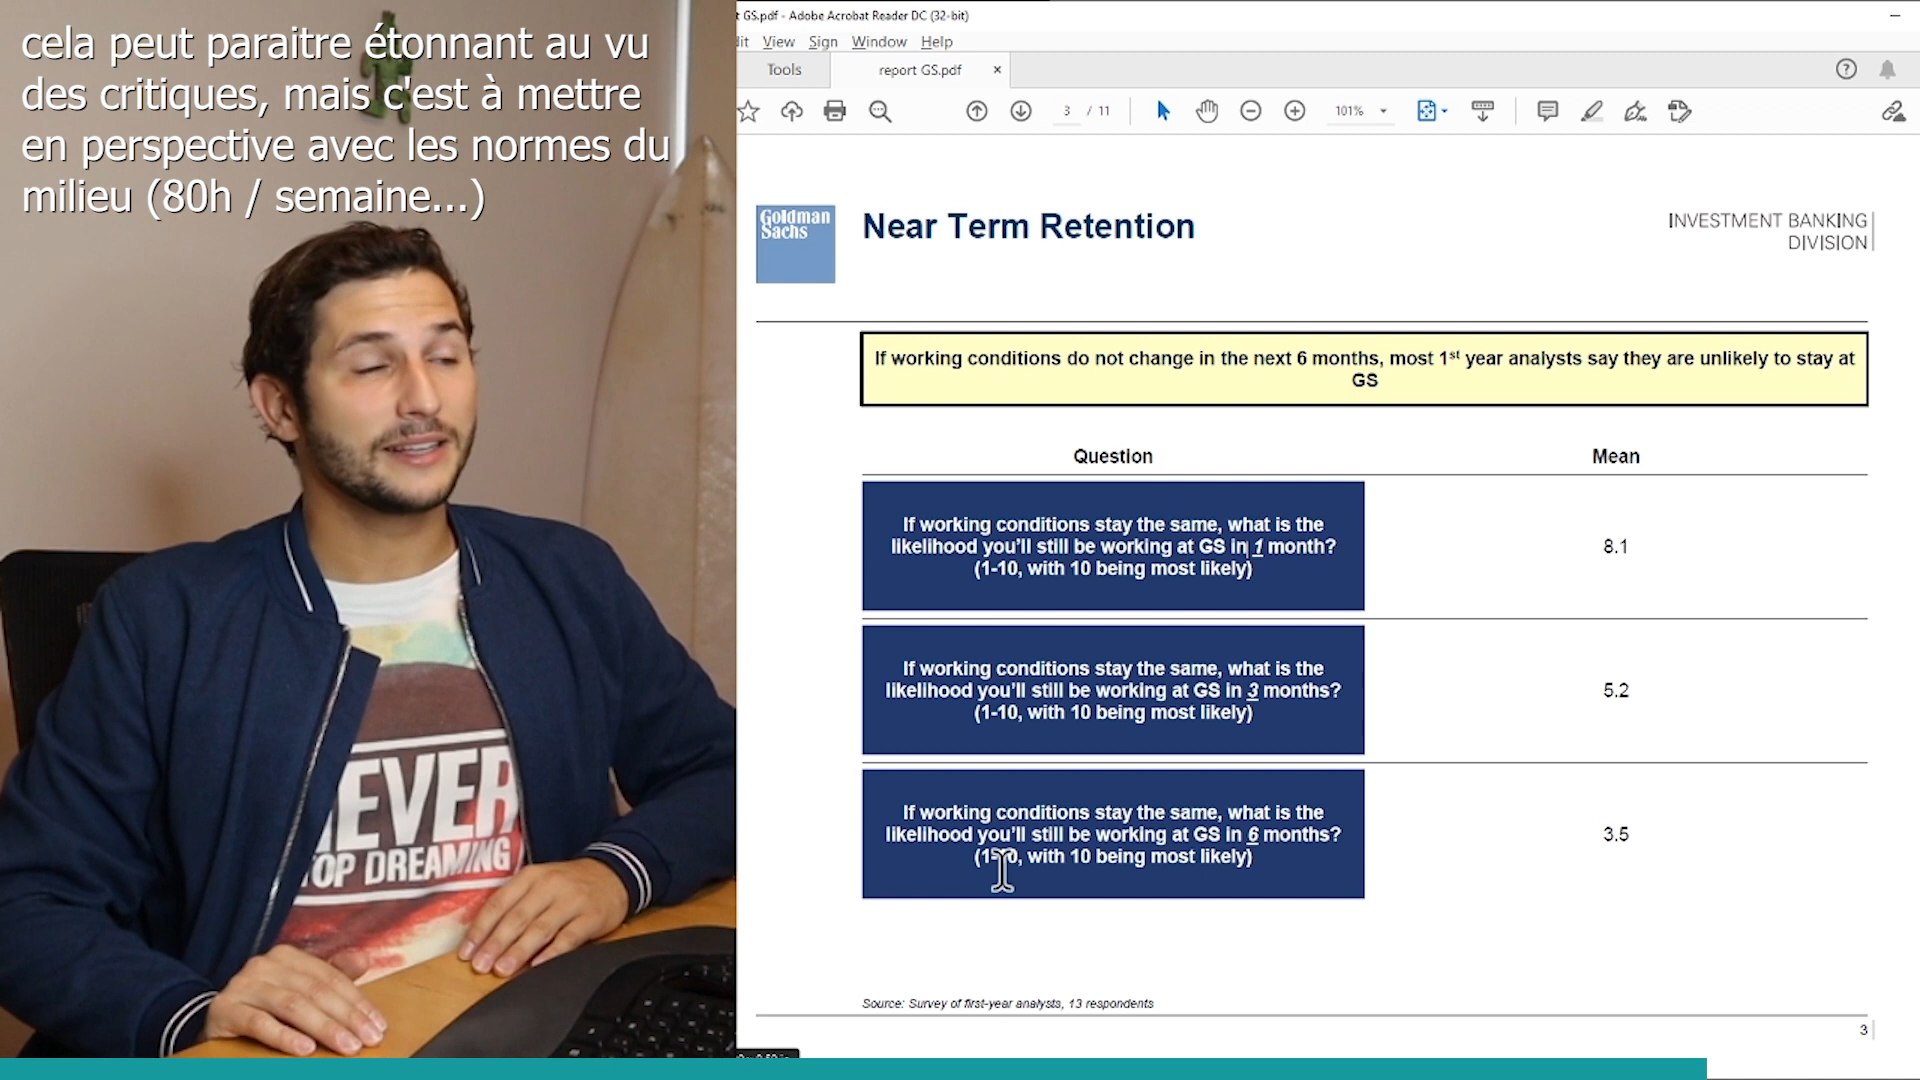 cela peut paraitre étonnant au vu
des critiques, mais c'est à mettre
en perspective avec les normes du
milieu (80h / semaine...)
EVER
TOP DREAMING
GS.pdf - Adobe Acrobat Reader DC (32-bit)
dit View Sign Window Help
Tools
report GS.pdf ×
3 / 11
101%
Goldman
Sachs
Near Term Retention
INVESTMENT BANKING
DIVISION
If working conditions do not change in the next 6 months, most 1st year analysts say they are unlikely to stay at
GS
Question Mean
If working conditions stay the same, what is the
likelihood you'll still be working at GS in 1 month?
(1-10, with 10 being most likely)
8.1
If working conditions stay the same, what is the
likelihood you'll still be working at GS in 3 months?
(1-10, with 10 being most likely)
5.2
If working conditions stay the same, what is the
likelihood you'll still be working at GS in 6 months?
(1-10, with 10 being most likely)
3.5
Source: Survey of first-year analysts, 13 respondents
3